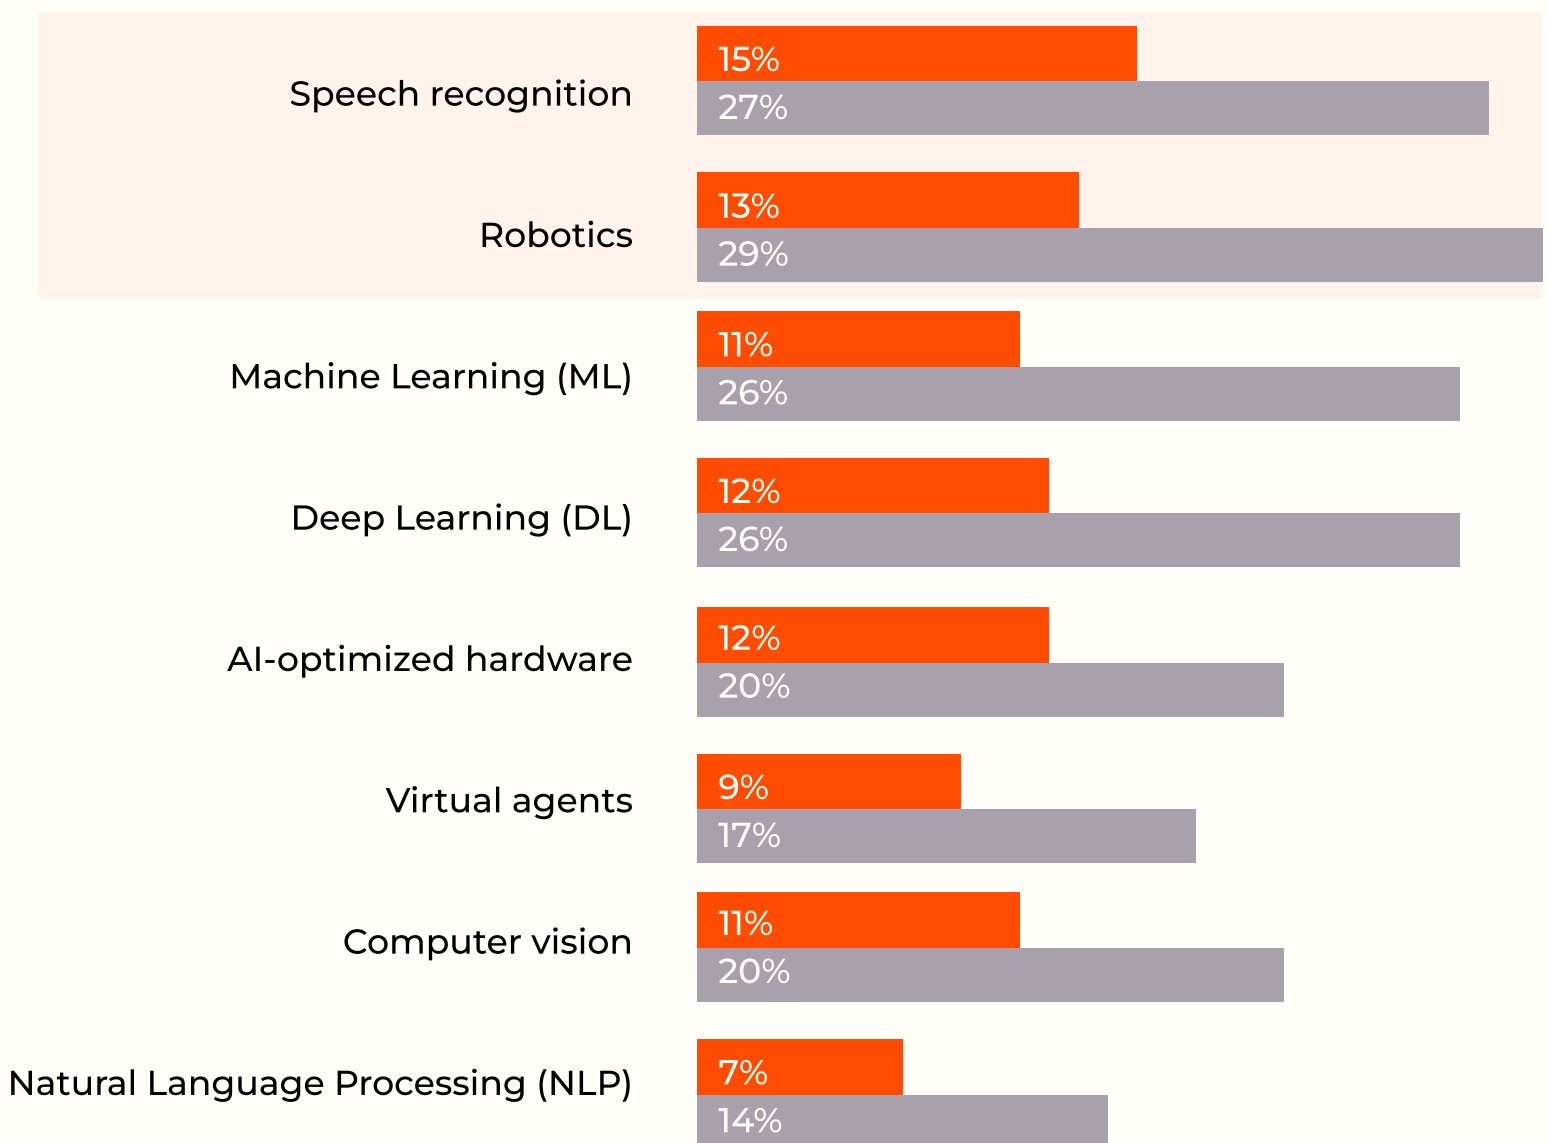 Speech recognition
15%
27%
Robotics
13%
29%
Machine Learning (ML)
11%
26%
Deep Learning (DL)
12%
26%
AI-optimized hardware
12%
20%
Virtual agents
9%
17%
Computer vision
11%
20%
Natural Language Processing (NLP)
7%
14%